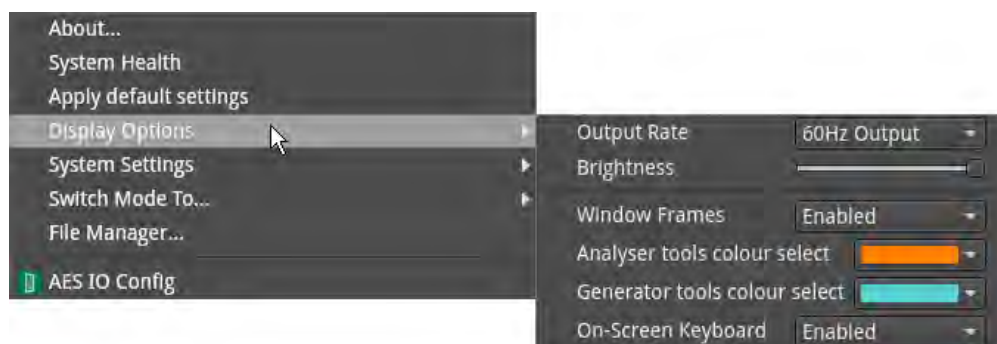 About...
System Health
Apply default settings
Display Options
System Settings
Switch Mode To...
File Manager...
AES IO Config
Output Rate 60Hz Output
Brightness
Window Frames Enabled
Analyser tools colour select
Generator tools colour select
On-Screen Keyboard Enabled